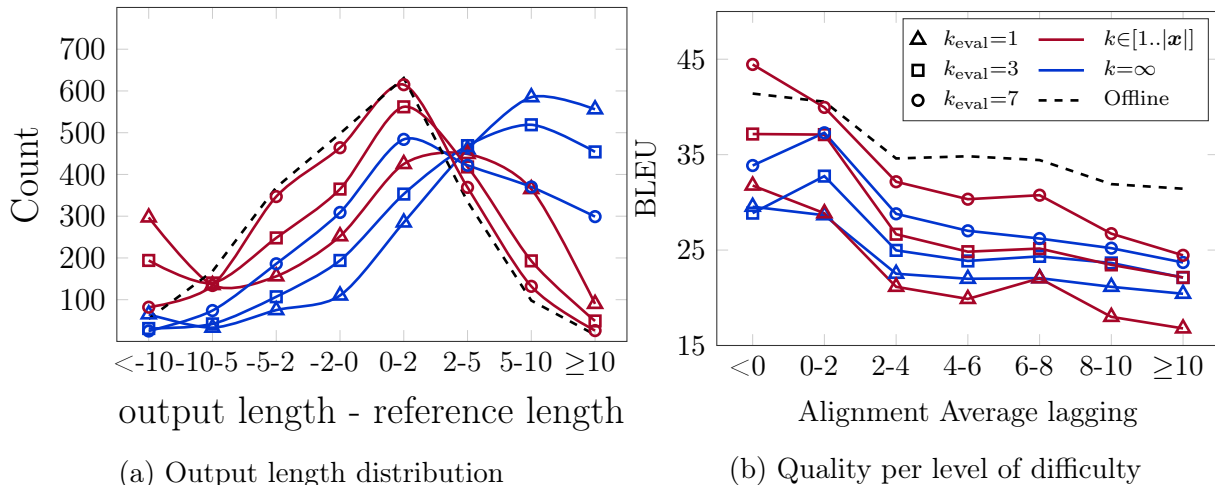 700
600
500
400
300
200
100
Count
<-10 -10-5 -5-2 -2-0 0-2 2-5 5-10 ≥10
output length - reference length
(a) Output length distribution
45
35
25
15
BLEU
k_eval=1 k∈[1..|x|]
k_eval=3 k=∞
k_eval=7 Offline
<0 0-2 2-4 4-6 6-8 8-10 ≥10
Alignment Average lagging
(b) Quality per level of difficulty